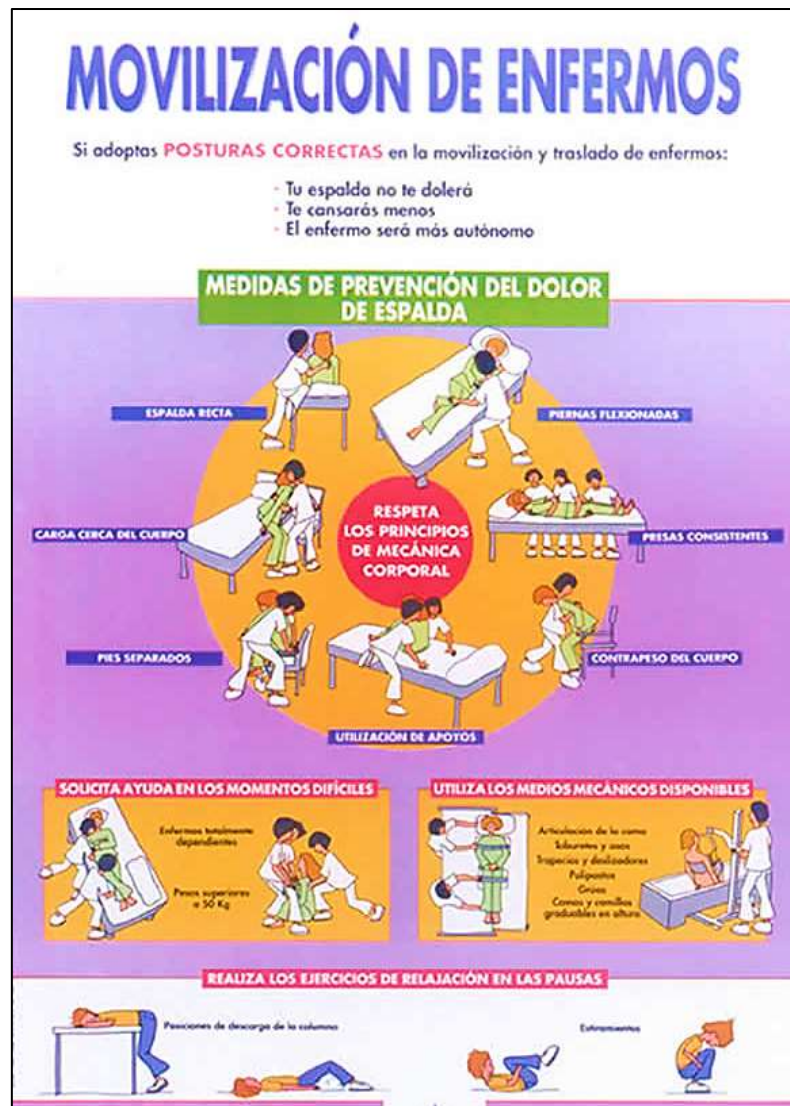 MOVILIZACIÓN DE ENFERMOS
Si adoptas POSTURAS CORRECTAS en la movilización y traslado de enfermos:
- Tu espalda no te dolerá
- Te cansarás menos
- El enfermo será más autónomo
MEDIDAS DE PREVENCIÓN DEL DOLOR
DE ESPALDA
ESPALDA RECTA
PIERNAS FLEXIONADAS
RESPETA
LOS PRINCIPIOS
DE MECÁNICA
CORPORAL
CARGA CERCA DEL CUERPO
PRESAS CONSISTENTES
PIES SEPARADOS
CONTRAPESO DEL CUERPO
UTILIZACIÓN DE APOYOS
SOLICITA AYUDA EN LOS MOMENTOS DIFÍCILES
Enfermos totalmente
dependientes
Pesos superiores
a 50 Kg
UTILIZA LOS MEDIOS MECÁNICOS DISPONIBLES
Articulación de la cama
Taburetes y asas
Trapecios y deslizadores
Polipastos
Grúas
Camas y camillas
graduables en altura
REALIZA LOS EJERCICIOS DE RELAJACIÓN EN LAS PAUSAS
Posiciones de descarga de la columna
Estiramientos